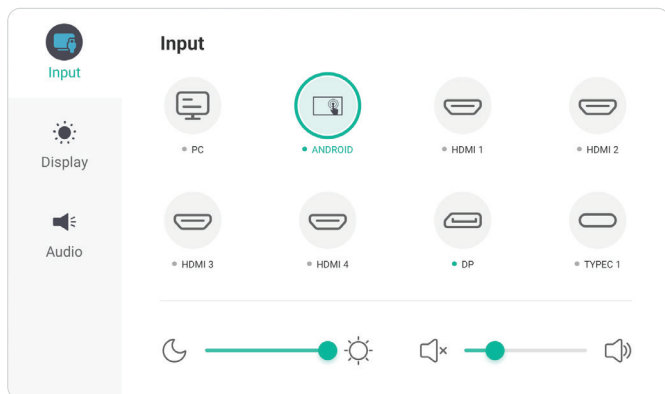 Input
Input
PC
ANDROID
HDMI 1
HDMI 2
Display
HDMI 3
HDMI 4
DP
TYPEC 1
Audio